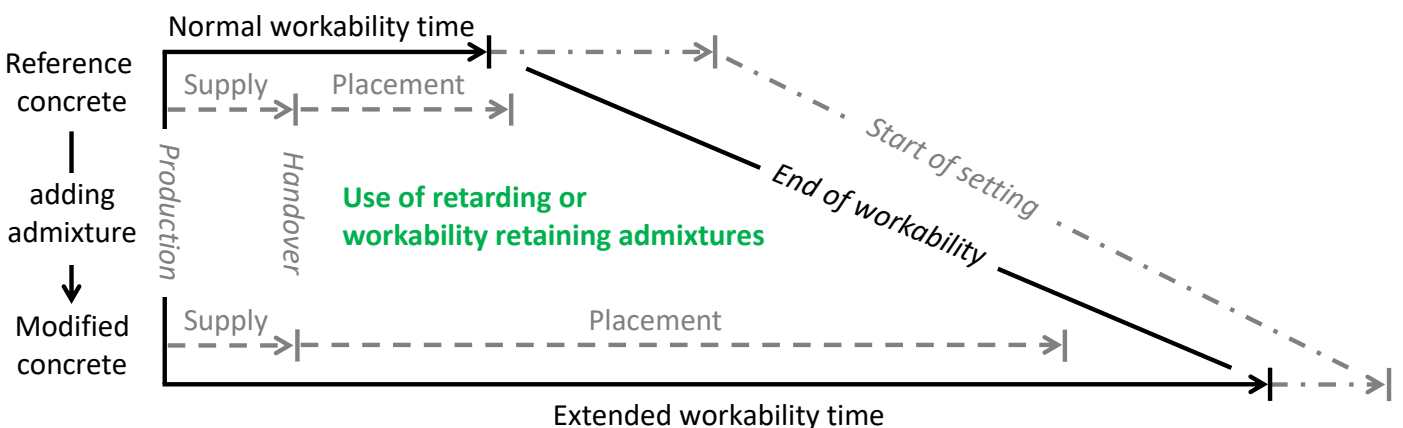 Normal workability time
Reference
concrete
Supply
Placement
Production
Handover
Start of setting
adding
admixture
Use of retarding or
workability retaining admixtures
End of workability
Modified
concrete
Supply
Placement
Extended workability time